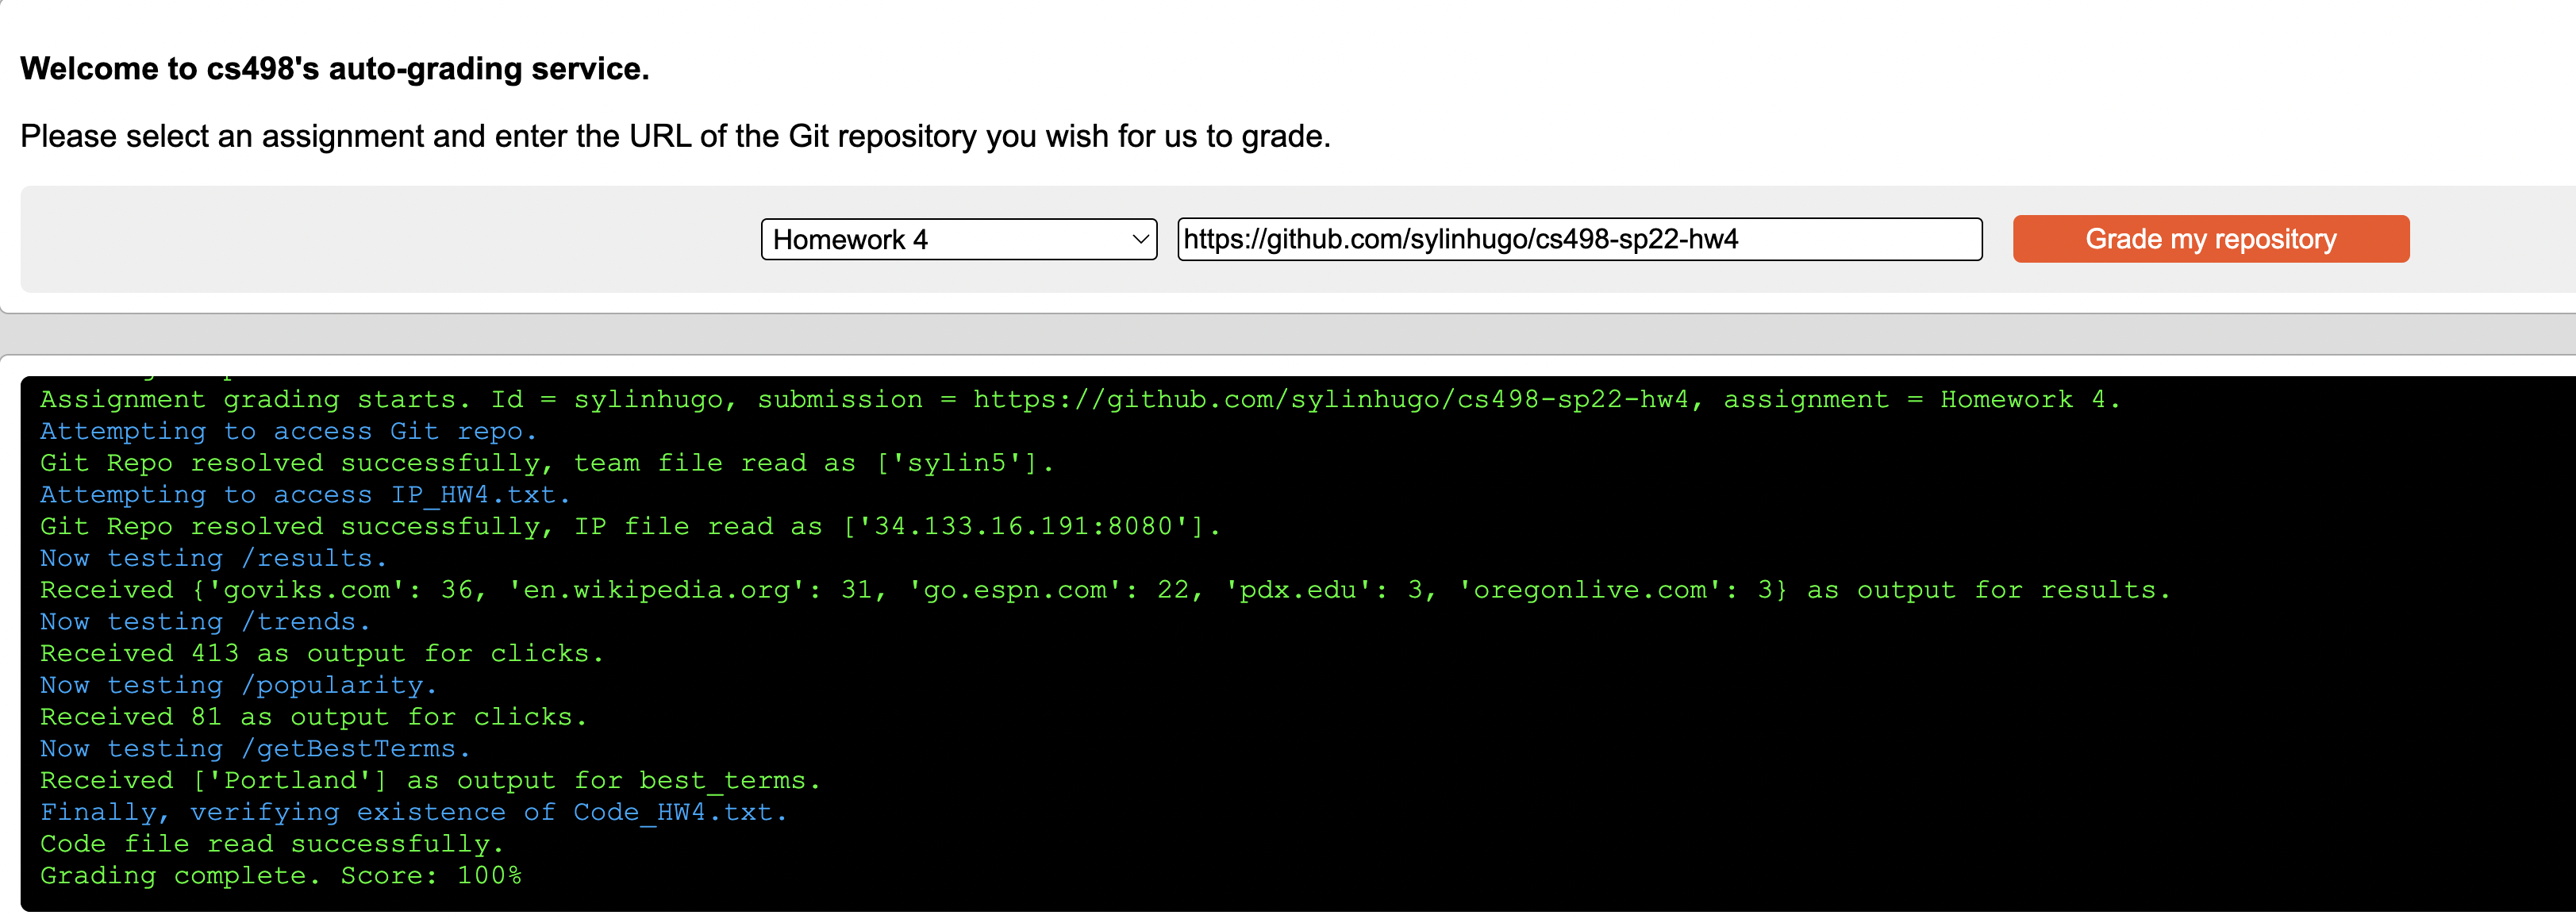 Welcome to cs498's auto-grading service.
Please select an assignment and enter the URL of the Git repository you wish for us to grade.
Homework 4 https://github.com/sylinhugo/cs498-sp22-hw4 Grade my repository
Assignment grading starts. Id = sylinhugo, submission = https://github.com/sylinhugo/cs498-sp22-hw4, assignment = Homework 4.
Attempting to access Git repo.
Git Repo resolved successfully, team file read as ['sylin5'].
Attempting to access IP_HW4.txt.
Git Repo resolved successfully, IP file read as ['34.133.16.191:8080'].
Now testing /results.
Received {'goviks.com': 36, 'en.wikipedia.org': 31, 'go.espn.com': 22, 'pdx.edu': 3, 'oregonlive.com': 3} as output for results.
Now testing /trends.
Received 413 as output for clicks.
Now testing /popularity.
Received 81 as output for clicks.
Now testing /getBestTerms.
Received ['Portland'] as output for best_terms.
Finally, verifying existence of Code_HW4.txt.
Code file read successfully.
Grading complete. Score: 100%